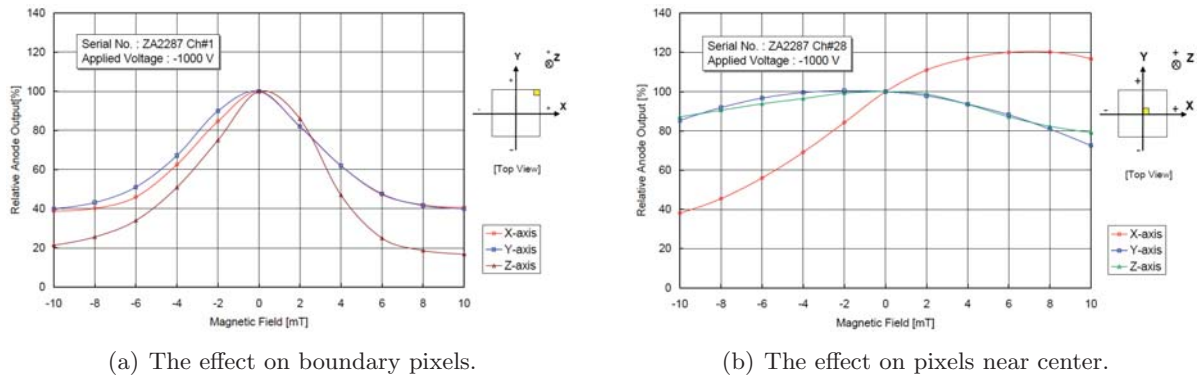 140
120
100
80
60
40
20
0
Relative Anode Output[%]
Serial No. : ZA2287 Ch#1
Applied Voltage : -1000 V
-10 -8 -6 -4 -2 0 2 4 6 8 10
Magnetic Field [mT]
Y
Z
X
[Top View]
X-axis
Y-axis
Z-axis
(a) The effect on boundary pixels.
140
120
100
80
60
40
20
0
Relative Anode Output [%]
Serial No. : ZA2287 Ch#28
Applied Voltage : -1000 V
-10 -8 -6 -4 -2 0 2 4 6 8 10
Magnetic Field [mT]
Y
+
+
Z
-
+
X
-
[Top View]
X-axis
Y-axis
Z-axis
(b) The effect on pixels near center.